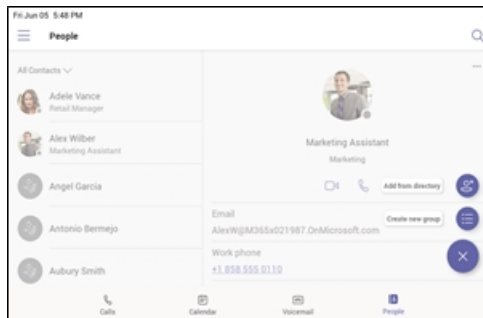 Fri Jun 05 5:48 PM
People
All Contacts
Adele Vance
Retail Manager
Alex Wilber
Marketing Assistant
Angel Garcia
Antonio Bermejo
Aubury Smith
Marketing Assistant
Marketing
Add from directory
Create new group
Email
AlexW@M365x021987.OnMicrosoft.com
Work phone
+1 858 555 0110
Calls
Calendar
Voicemail
People